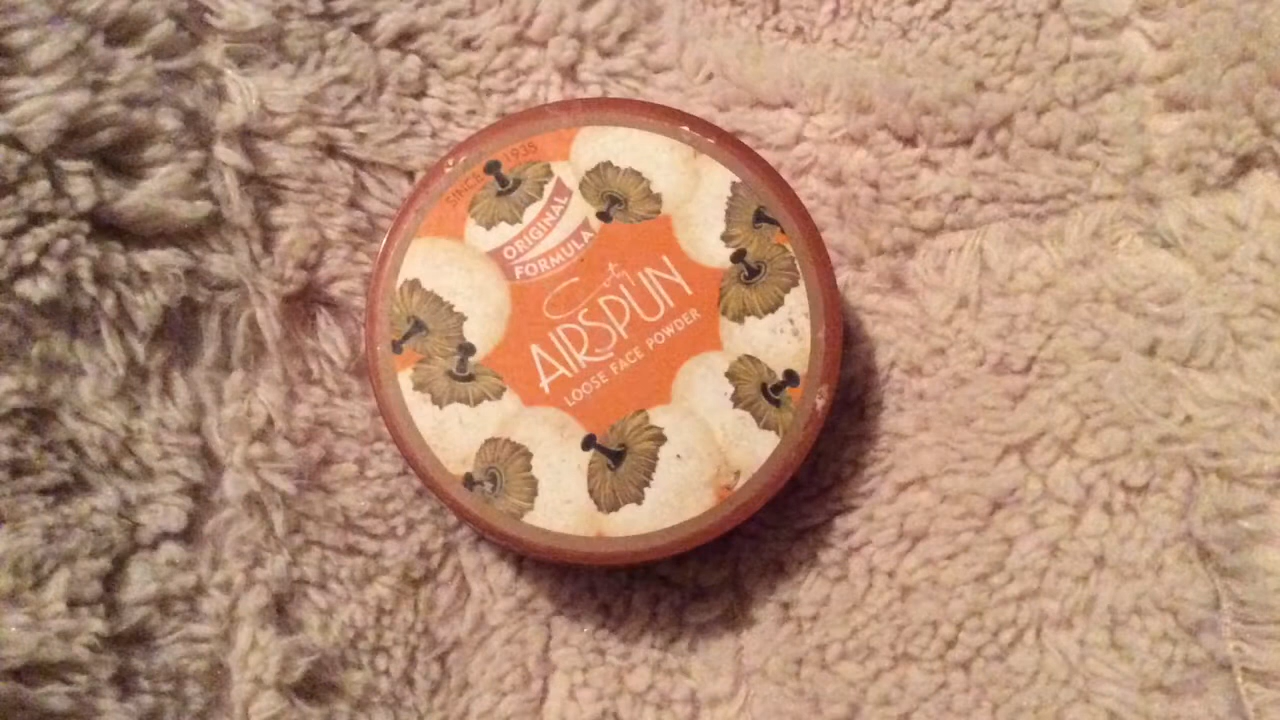 SINCE 1935
ORIGINAL
FORMULA
Coty
AIRSPUN
LOOSE FACE POWDER